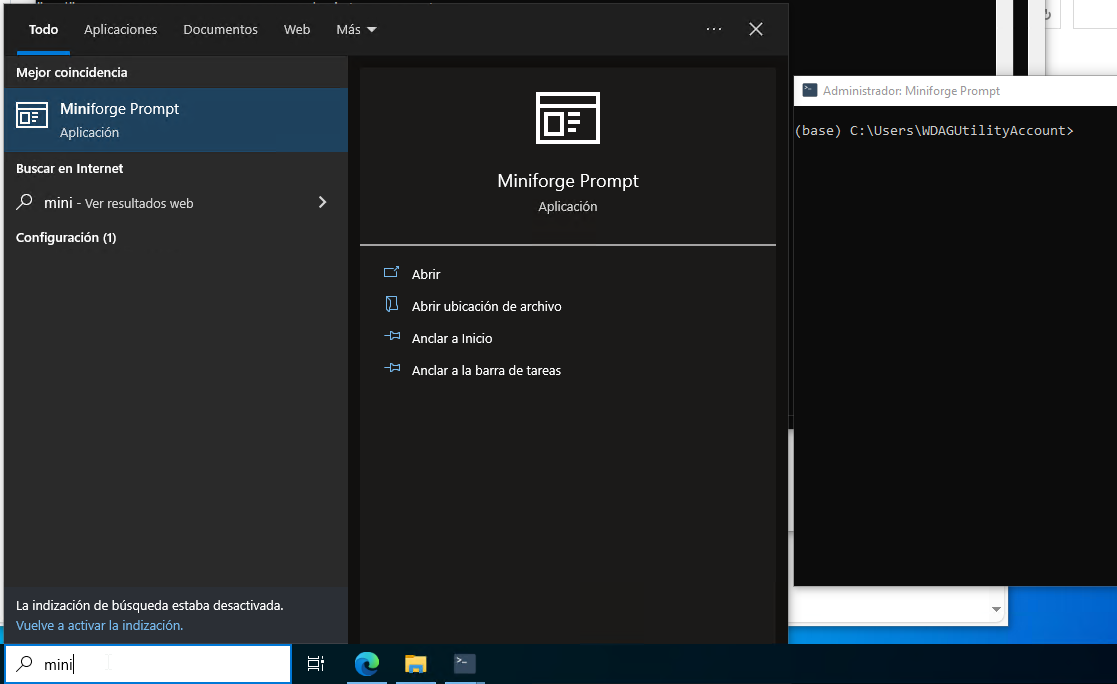 Todo Aplicaciones Documentos Web Más
Mejor coincidencia
Miniforge Prompt
Aplicación
Buscar en Internet
mini - Ver resultados web
Configuración (1)
La indización de búsqueda estaba desactivada.
Vuelve a activar la indización.
mini
Miniforge Prompt
Aplicación
Abrir
Abrir ubicación de archivo
Anclar a Inicio
Anclar a la barra de tareas
Administrador: Miniforge Prompt
(base) C:\Users\WDAGUtilityAccount>